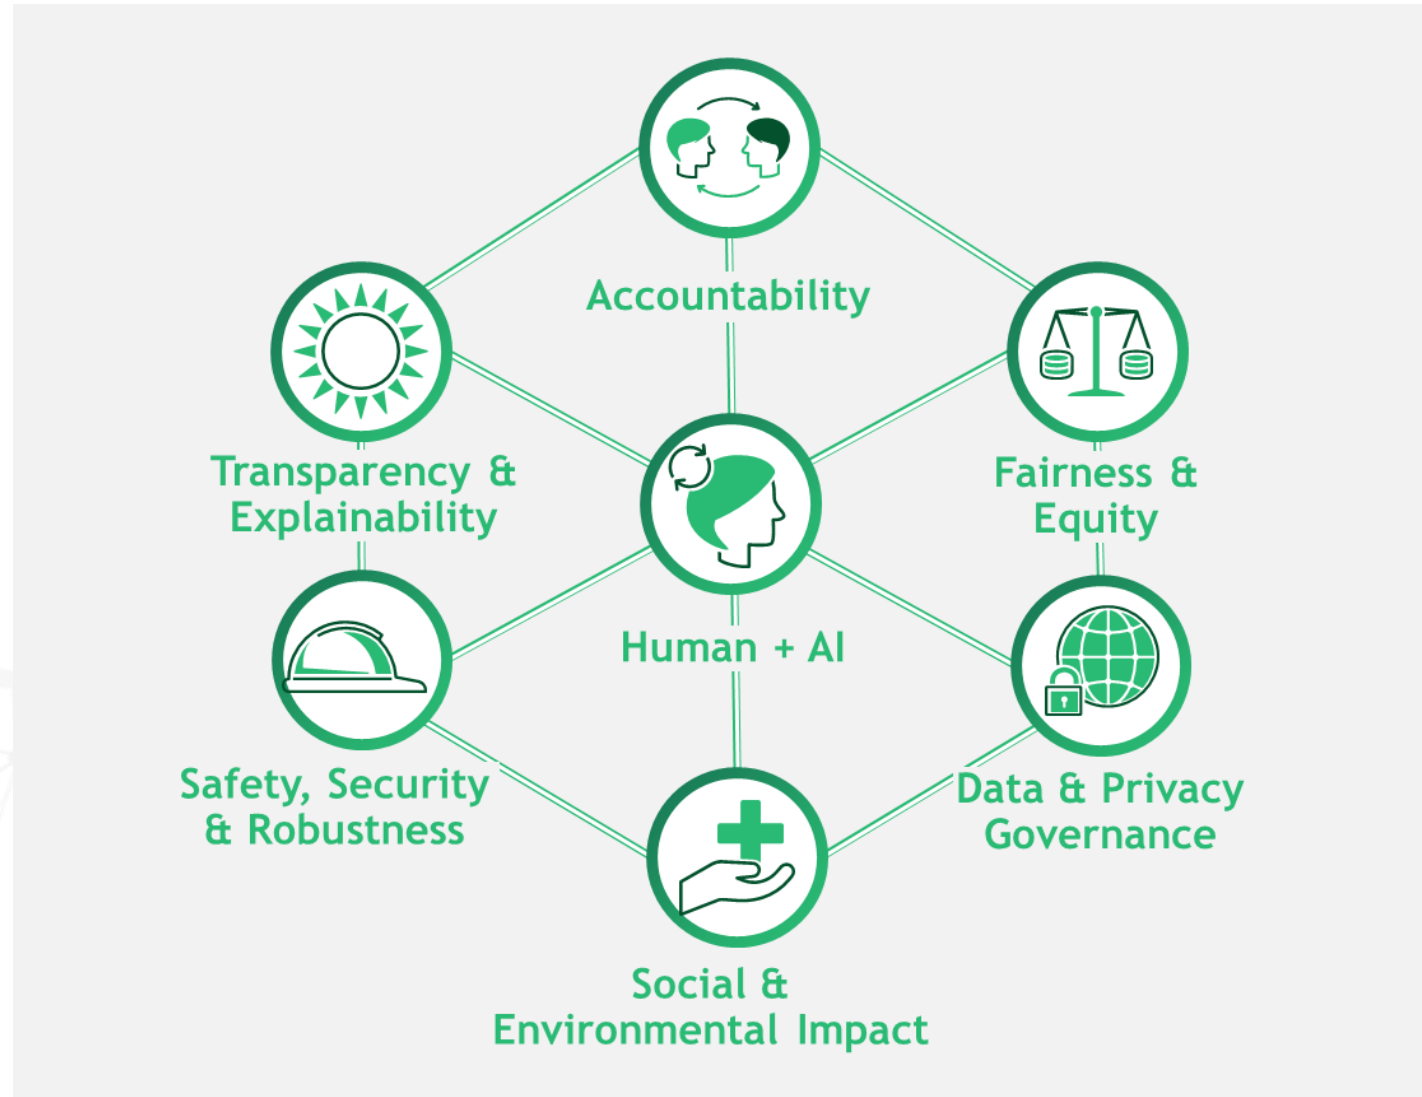 Accountability
Transparency &
Explainability
Fairness &
Equity
Human + AI
Safety, Security
& Robustness
Data & Privacy
Governance
Social &
Environmental Impact